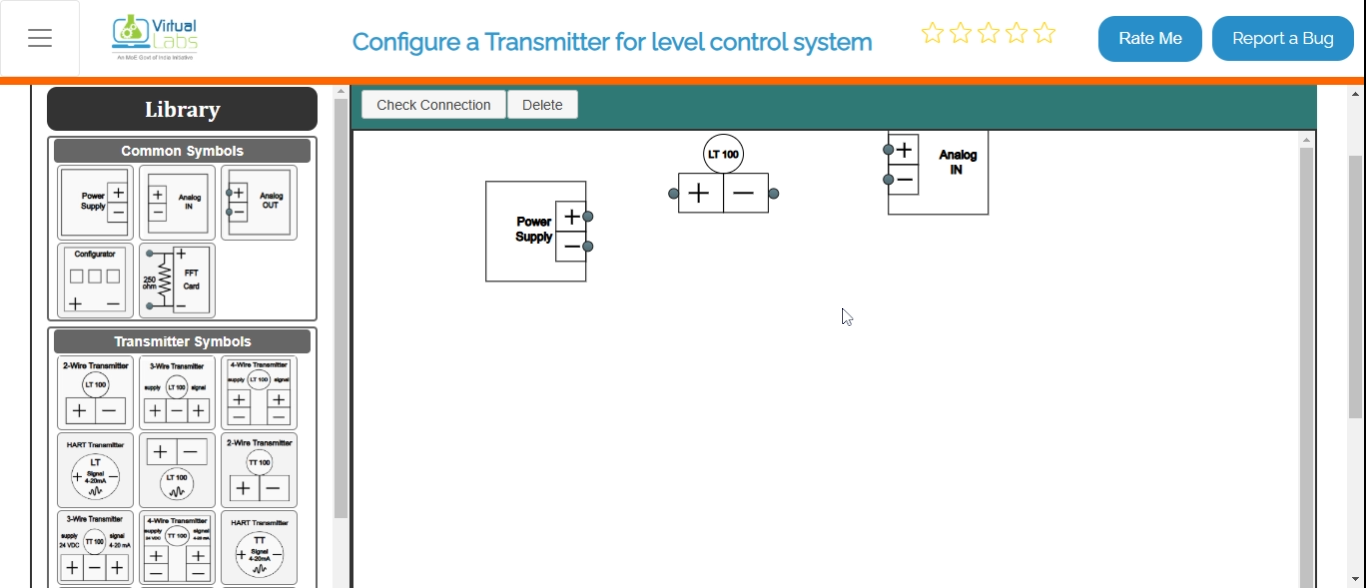 Virtual
Labs
An MoE Govt of India Initiative
Configure a Transmitter for level control system
Rate Me
Report a Bug
Library
Check Connection
Delete
Common Symbols
Power
Supply
+
−
+
−
Analog
IN
+
−
Analog
OUT
Configurator
+ −
250
ohm
+
FFT
Card
−
Transmitter Symbols
2-Wire Transmitter
LT 100
+ −
3-Wire Transmitter
supply LT 100 signal
+ − +
4-Wire Transmitter
supply LT 100 signal
+ +
− −
HART Transmitter
LT
+ Signal −
4-20mA
+ −
LT 100
2-Wire Transmitter
TT 100
+ −
3-Wire Transmitter
supply signal
24 VDC TT 100 4-20 mA
+ − +
4-Wire Transmitter
supply TT 100 signal
24 VDC 4-20 mA
+ +
− −
HART Transmitter
TT
+ Signal −
4-20mA
Power
Supply
+
−
LT 100
+ −
+
−
Analog
IN